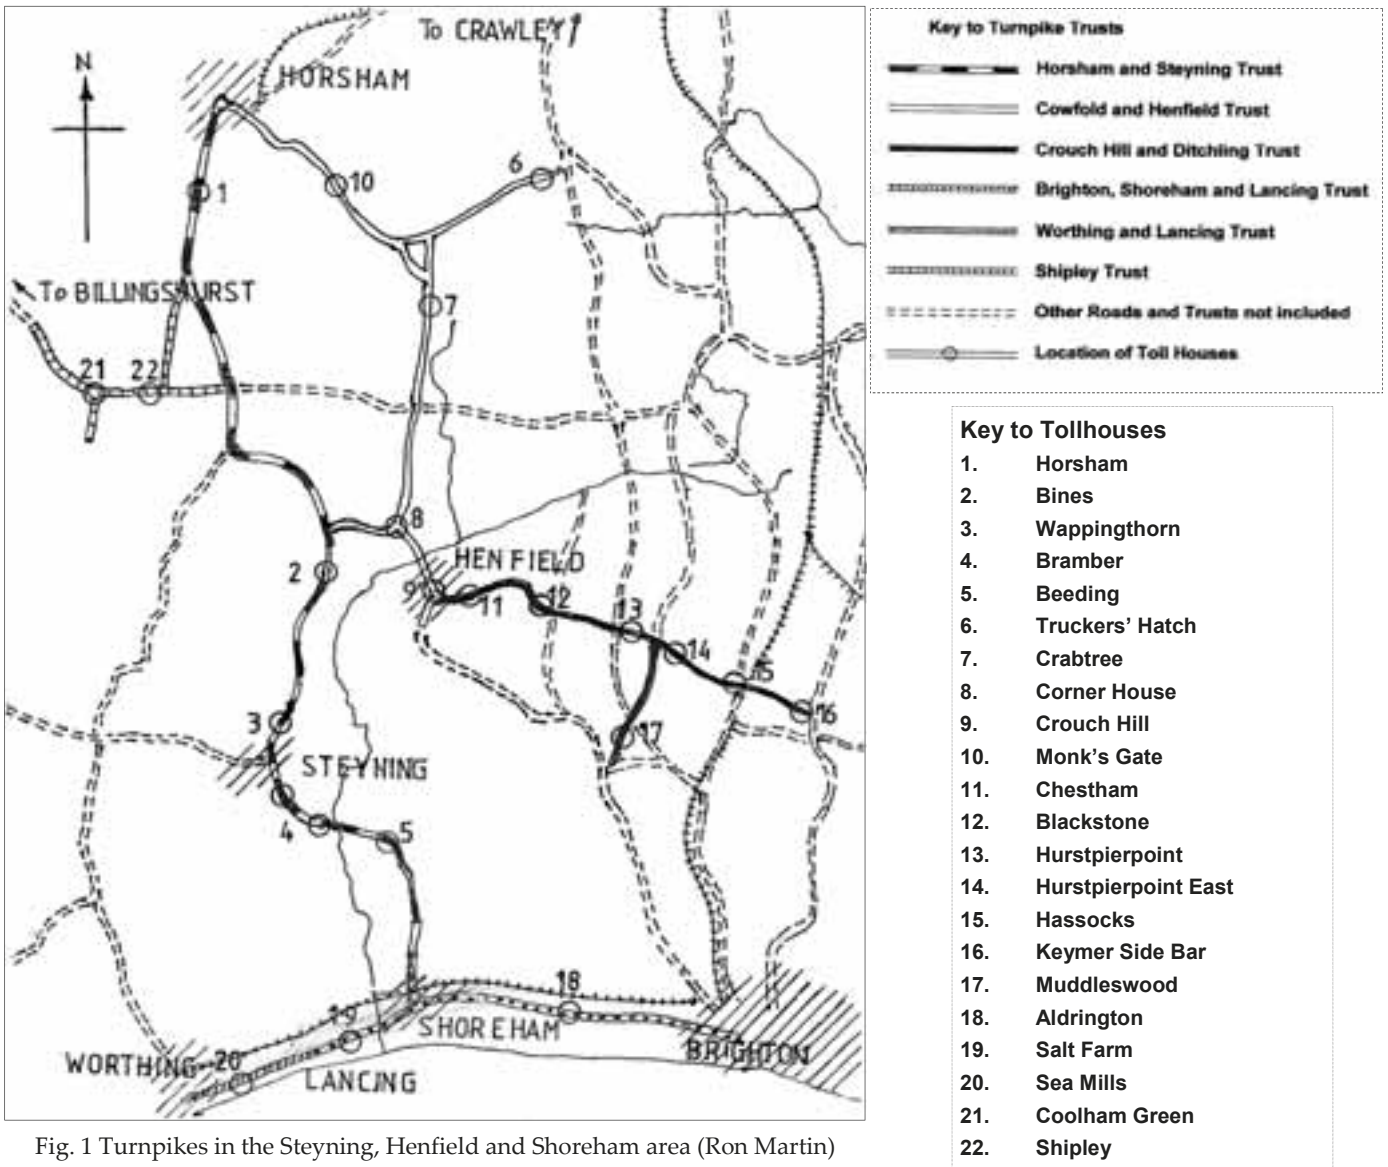 To CRAWLEY
N
HORSHAM
6
10
1
To BILLINGSHURST
7
21 22
8
HENFIELD
2
9
11
12
13
14
15
16
17
3
STEYNING
4
5
18
19
SHOREHAM
BRIGHTON
WORTHING
20
LANCING
Key to Turnpike Trusts
Horsham and Steyning Trust
Cowfold and Henfield Trust
Crouch Hill and Ditchling Trust
Brighton, Shoreham and Lancing Trust
Worthing and Lancing Trust
Shipley Trust
Other Roads and Trusts not included
Location of Toll Houses
Key to Tollhouses
1. Horsham
2. Bines
3. Wappingthorn
4. Bramber
5. Beeding
6. Truckers' Hatch
7. Crabtree
8. Corner House
9. Crouch Hill
10. Monk's Gate
11. Chestham
12. Blackstone
13. Hurstpierpoint
14. Hurstpierpoint East
15. Hassocks
16. Keymer Side Bar
17. Muddleswood
18. Aldrington
19. Salt Farm
20. Sea Mills
21. Coolham Green
22. Shipley
Fig. 1 Turnpikes in the Steyning, Henfield and Shoreham area (Ron Martin)